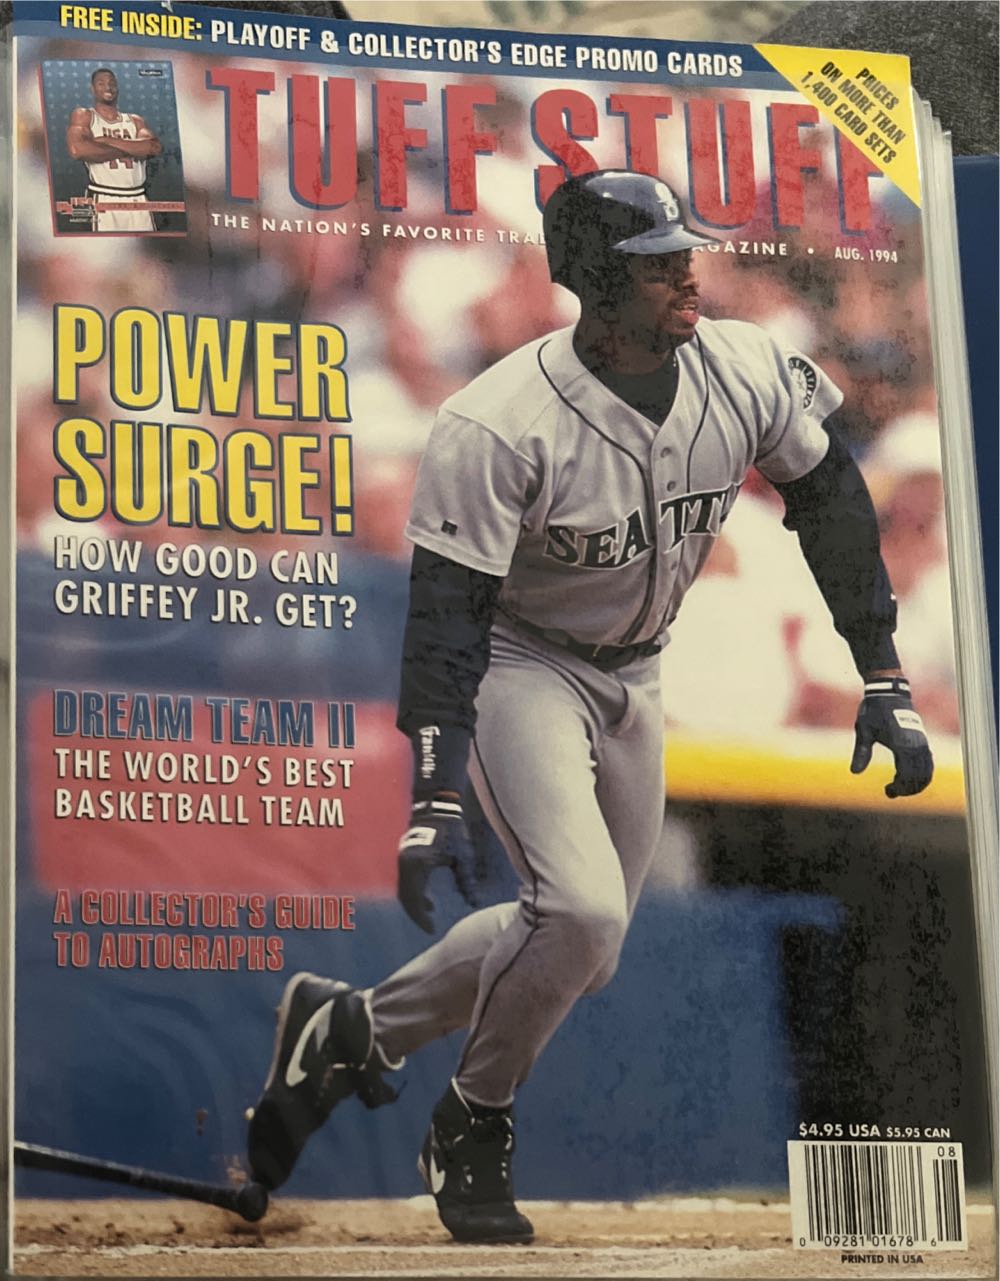 FREE INSIDE: PLAYOFF & COLLECTOR'S EDGE PROMO CARDS
PRICES
ON MORE THAN
1,400 CARD SETS
USA
TUFF STUFF
THE NATION'S FAVORITE TRA GAZINE • AUG. 1994
POWER
SURGE!
HOW GOOD CAN
GRIFFEY JR. GET?
SEATT
DREAM TEAM II
THE WORLD'S BEST
BASKETBALL TEAM
Franklin
A COLLECTOR'S GUIDE
TO AUTOGRAPHS
$4.95 USA $5.95 CAN
08
0 09281 01678 6
PRINTED IN USA